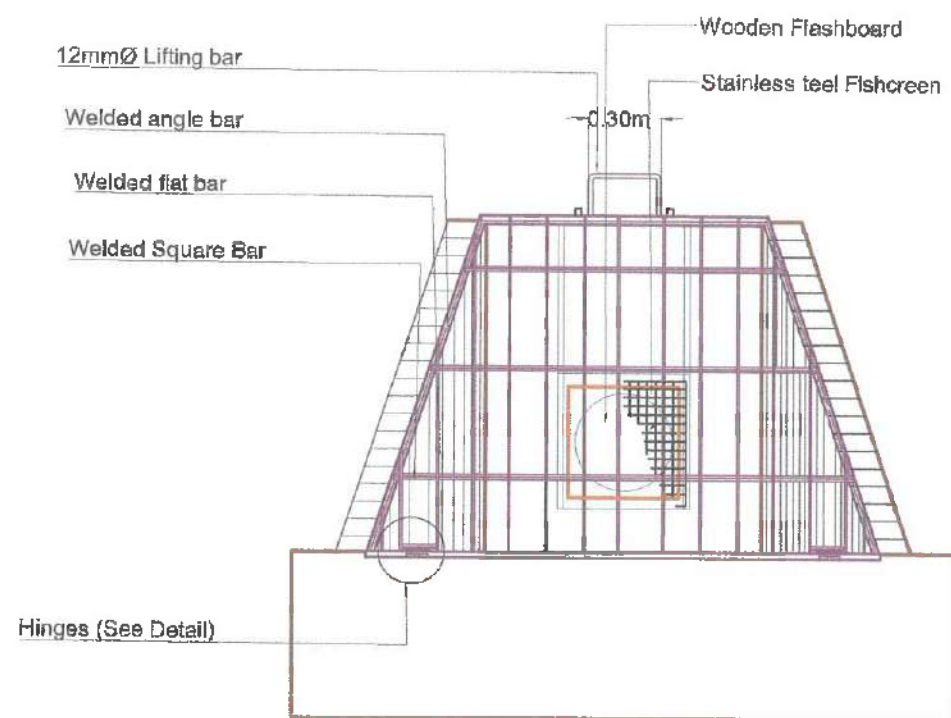 Wooden Flashboard
12mmØ Lifting bar
Stainless teel Fishcreen
Welded angle bar
0.30m
Welded flat bar
Welded Square Bar
Hinges (See Detail)